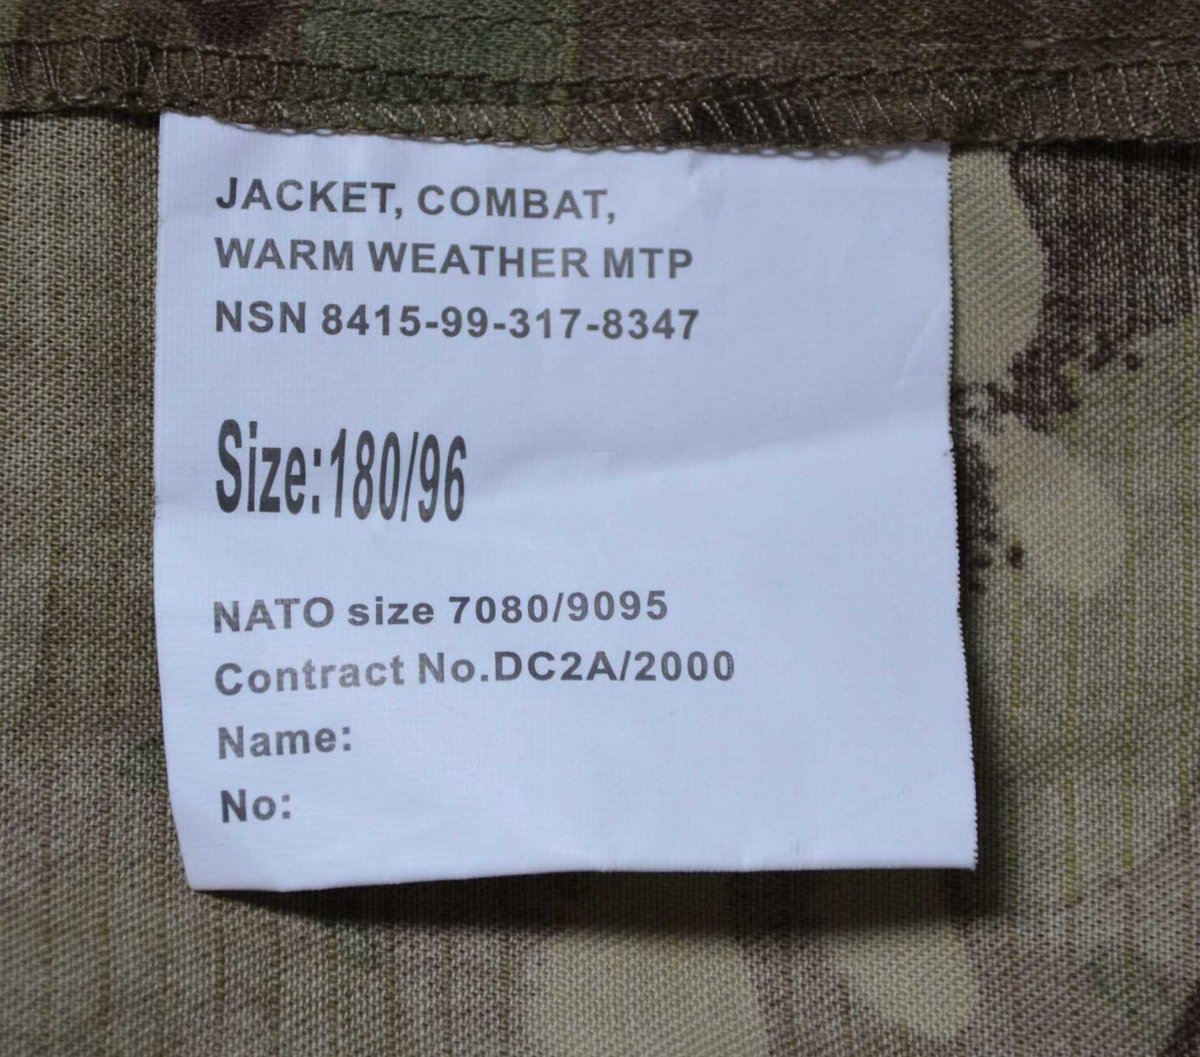 JACKET, COMBAT,
WARM WEATHER MTP
NSN 8415-99-317-8347
Size:180/96
NATO size 7080/9095
Contract No.DC2A/2000
Name:
No: